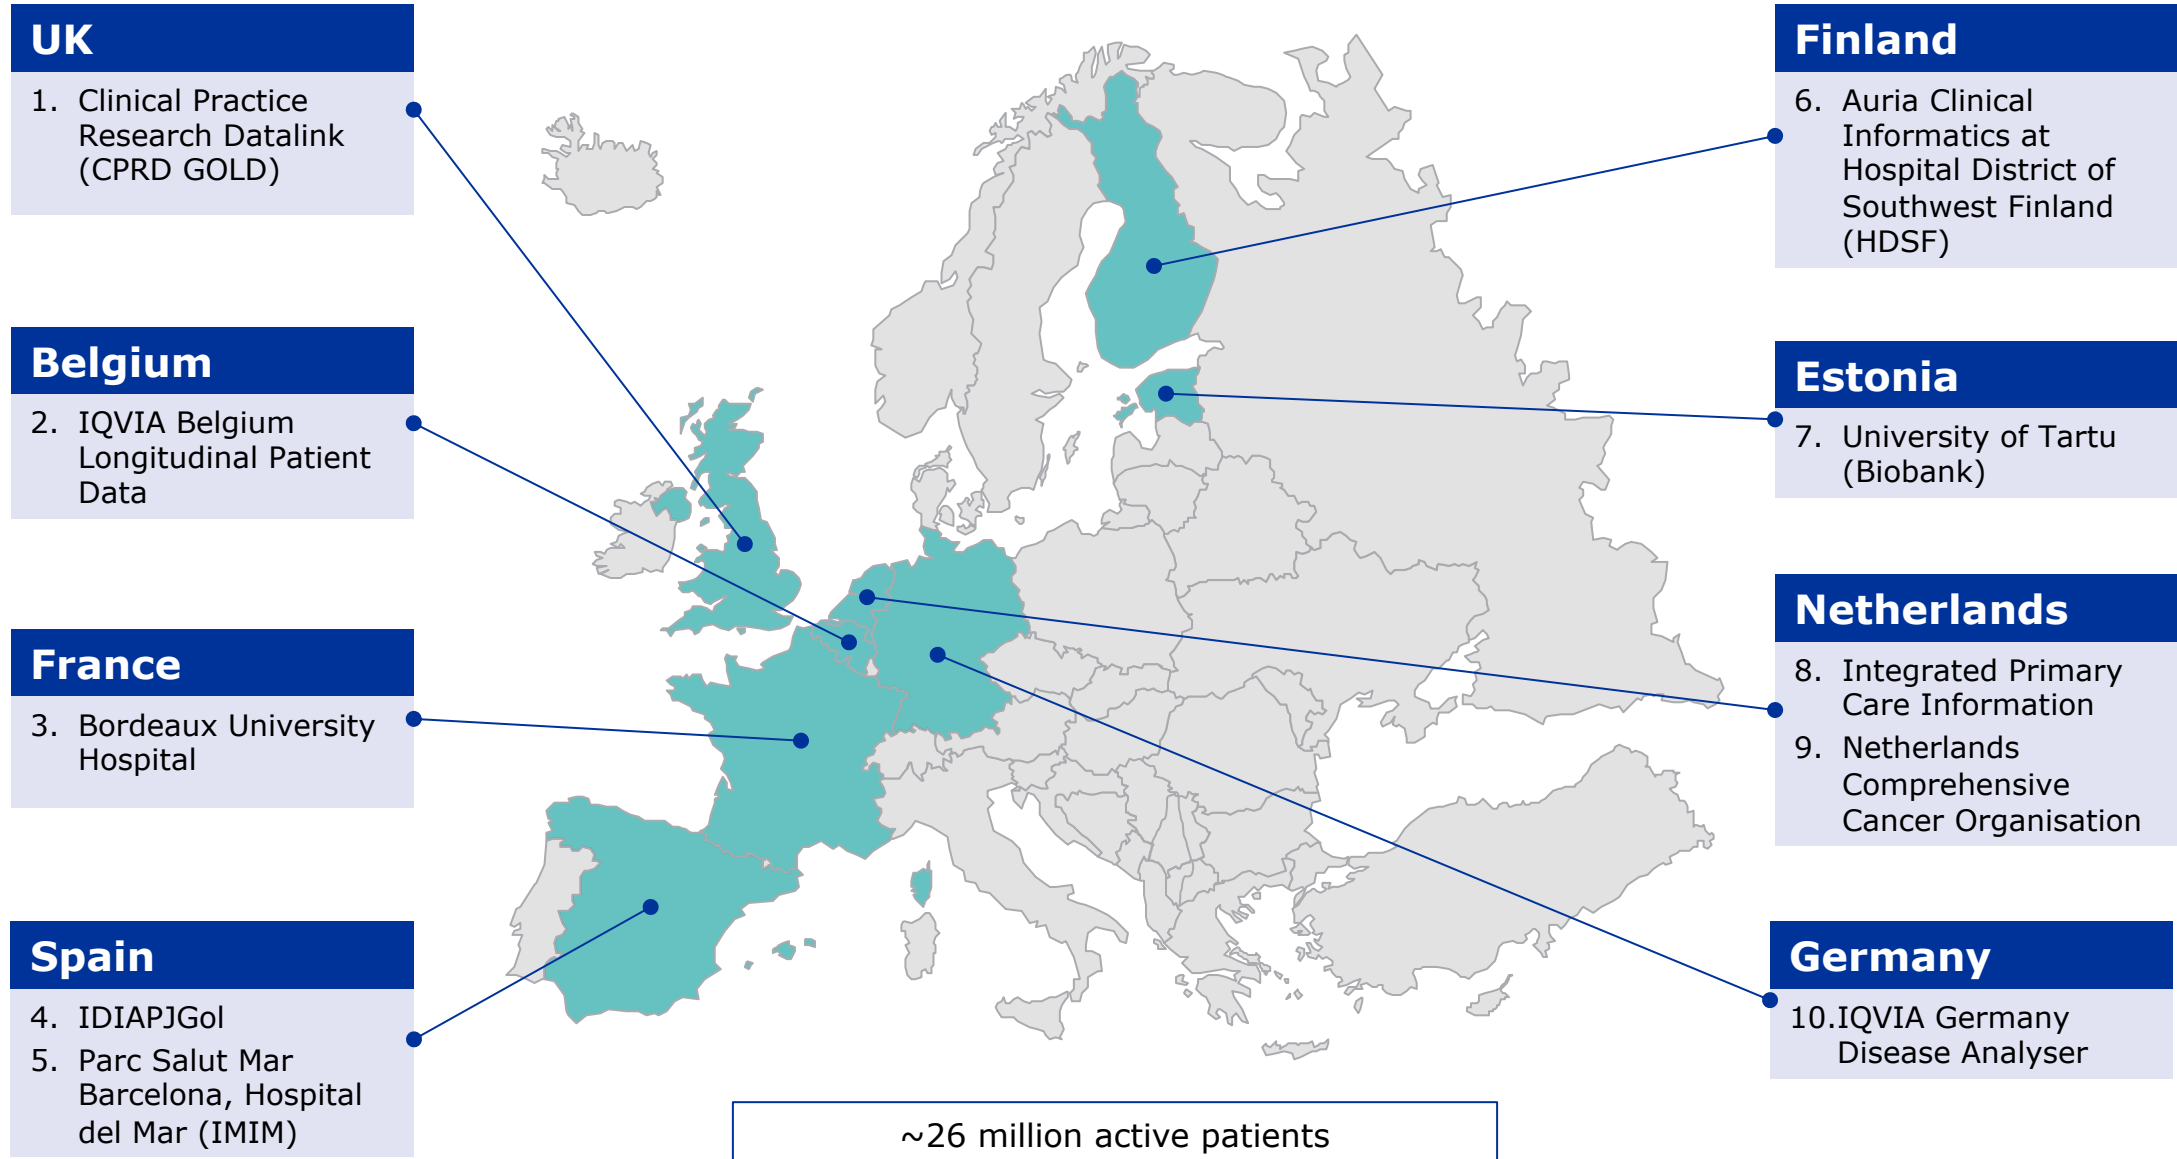 UK
1. Clinical Practice
Research Datalink
(CPRD GOLD)
Belgium
2. IQVIA Belgium
Longitudinal Patient
Data
France
3. Bordeaux University
Hospital
Spain
4. IDIAPJGol
5. Parc Salut Mar
Barcelona, Hospital
del Mar (IMIM)
Finland
6. Auria Clinical
Informatics at
Hospital District of
Southwest Finland
(HDSF)
Estonia
7. University of Tartu
(Biobank)
Netherlands
8. Integrated Primary
Care Information
9. Netherlands
Comprehensive
Cancer Organisation
Germany
10.IQVIA Germany
Disease Analyser
~26 million active patients